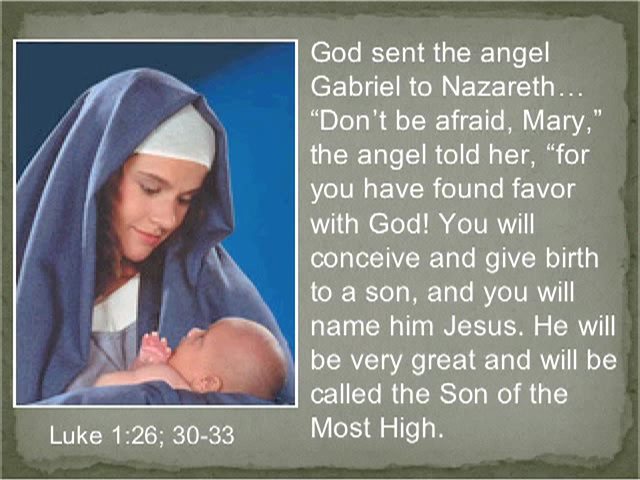 God sent the angel
Gabriel to Nazareth…
“Don’t be afraid, Mary,”
the angel told her, “for
you have found favor
with God! You will
conceive and give birth
to a son, and you will
name him Jesus. He will
be very great and will be
called the Son of the
Most High.
Luke 1:26; 30-33